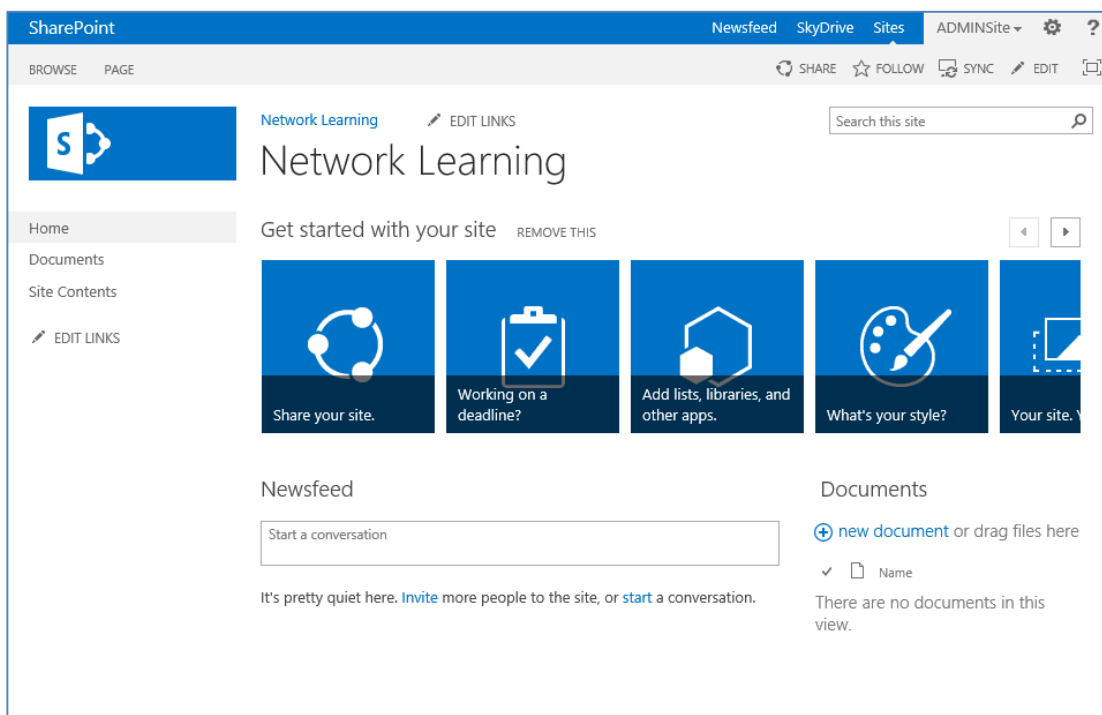 SharePoint
Newsfeed SkyDrive Sites ADMINSite ?
BROWSE PAGE
SHARE FOLLOW SYNC EDIT
S
Network Learning EDIT LINKS
Search this site
Network Learning
Home
Documents
Site Contents
EDIT LINKS
Get started with your site REMOVE THIS
Share your site.
Working on a
deadline?
Add lists, libraries, and
other apps.
What's your style?
Your site.
Newsfeed
Start a conversation
It's pretty quiet here. Invite more people to the site, or start a conversation.
Documents
new document or drag files here
Name
There are no documents in this
view.